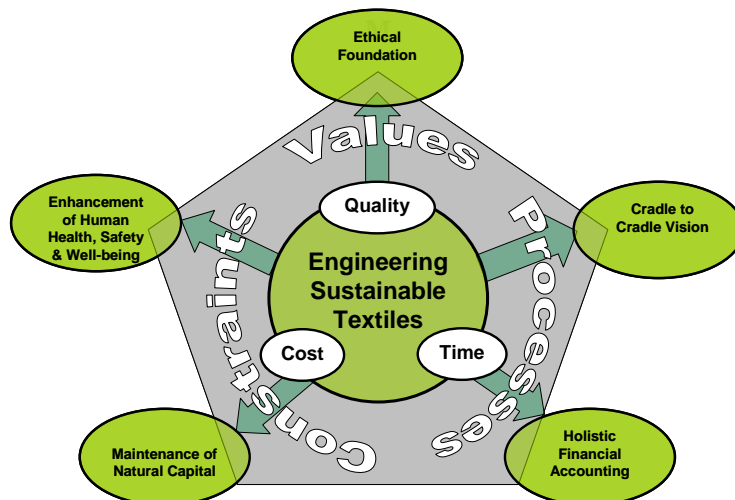 Ethical
Foundation
Values
Enhancement
of Human
Health, Safety
& Well-being
Quality
Cradle to
Cradle Vision
Processes
Constraints
Engineering
Sustainable
Textiles
Cost
Time
Maintenance of
Natural Capital
Holistic
Financial
Accounting